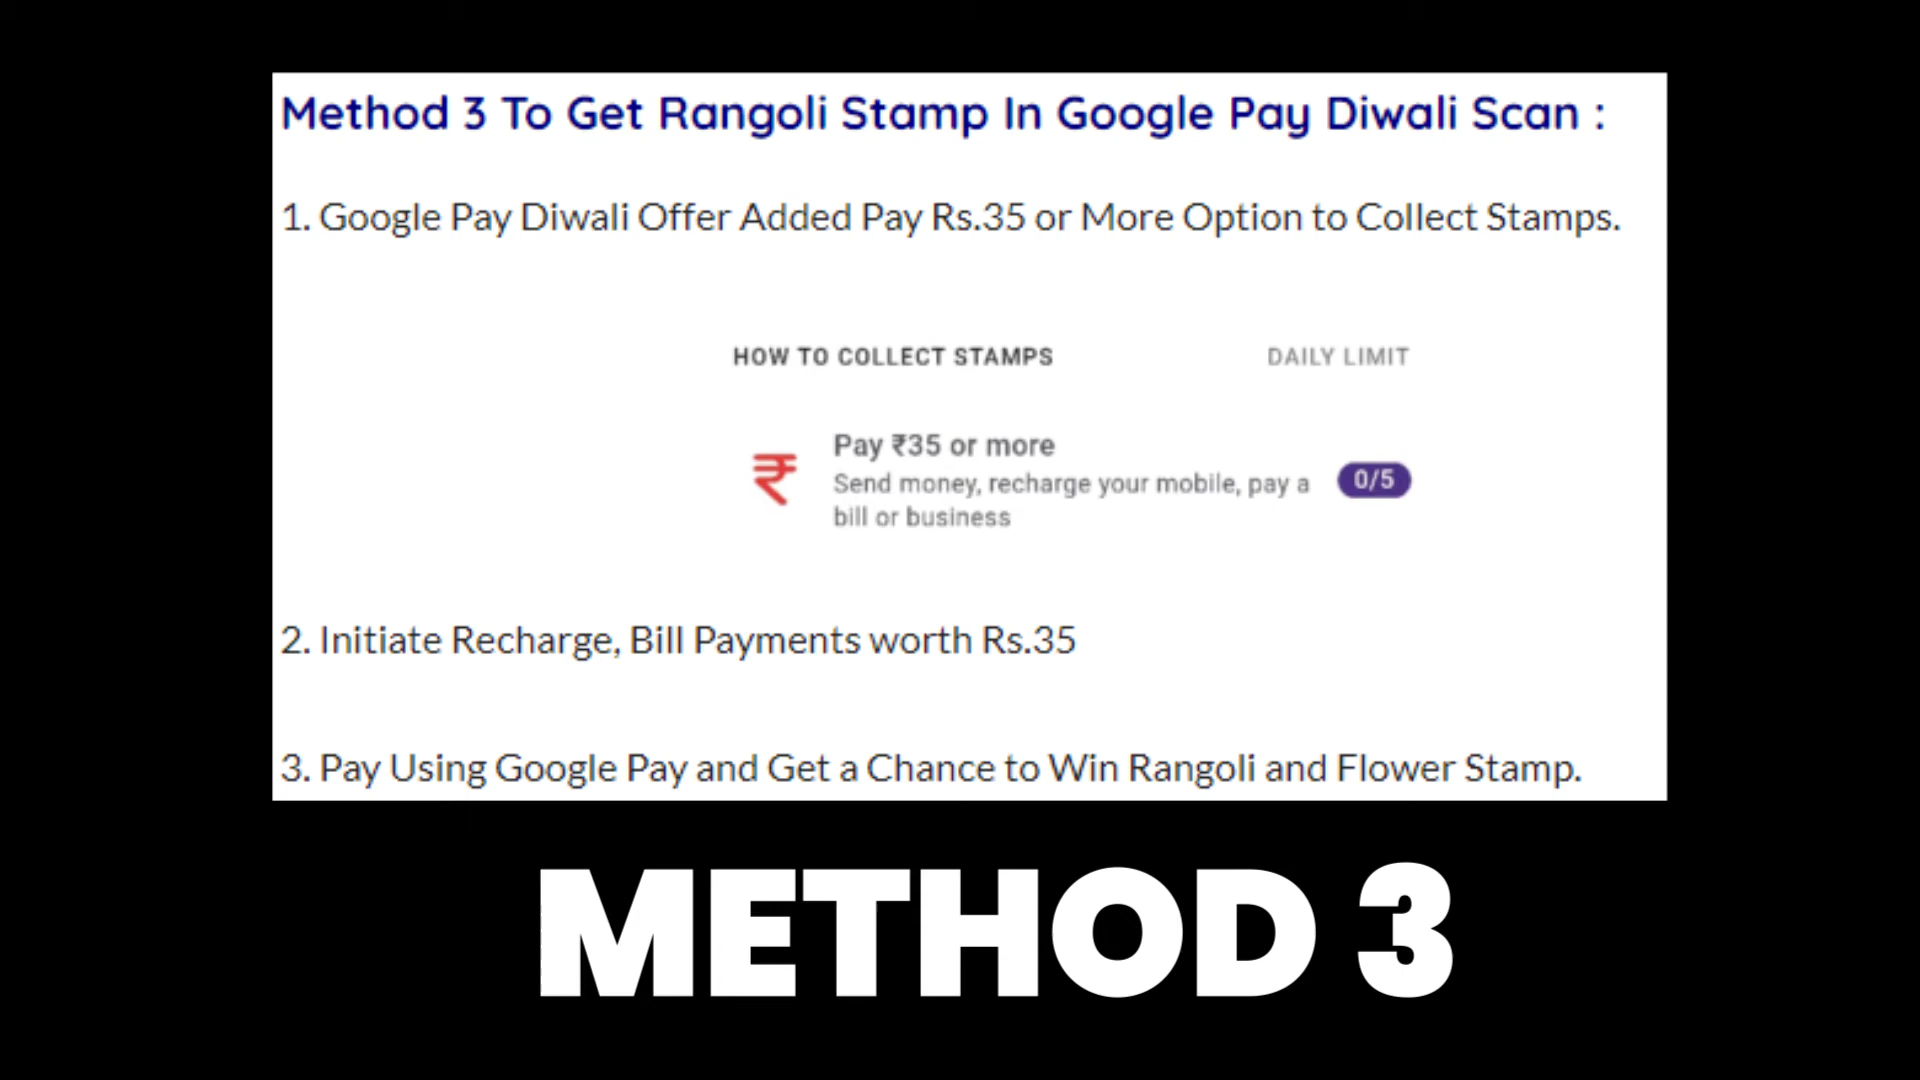 Method 3 To Get Rangoli Stamp In Google Pay Diwali Scan :
1. Google Pay Diwali Offer Added Pay Rs.35 or More Option to Collect Stamps.
HOW TO COLLECT STAMPS DAILY LIMIT
Pay ₹35 or more
Send money, recharge your mobile, pay a 0/5
bill or business
2. Initiate Recharge, Bill Payments worth Rs.35
3. Pay Using Google Pay and Get a Chance to Win Rangoli and Flower Stamp.
METHOD 3